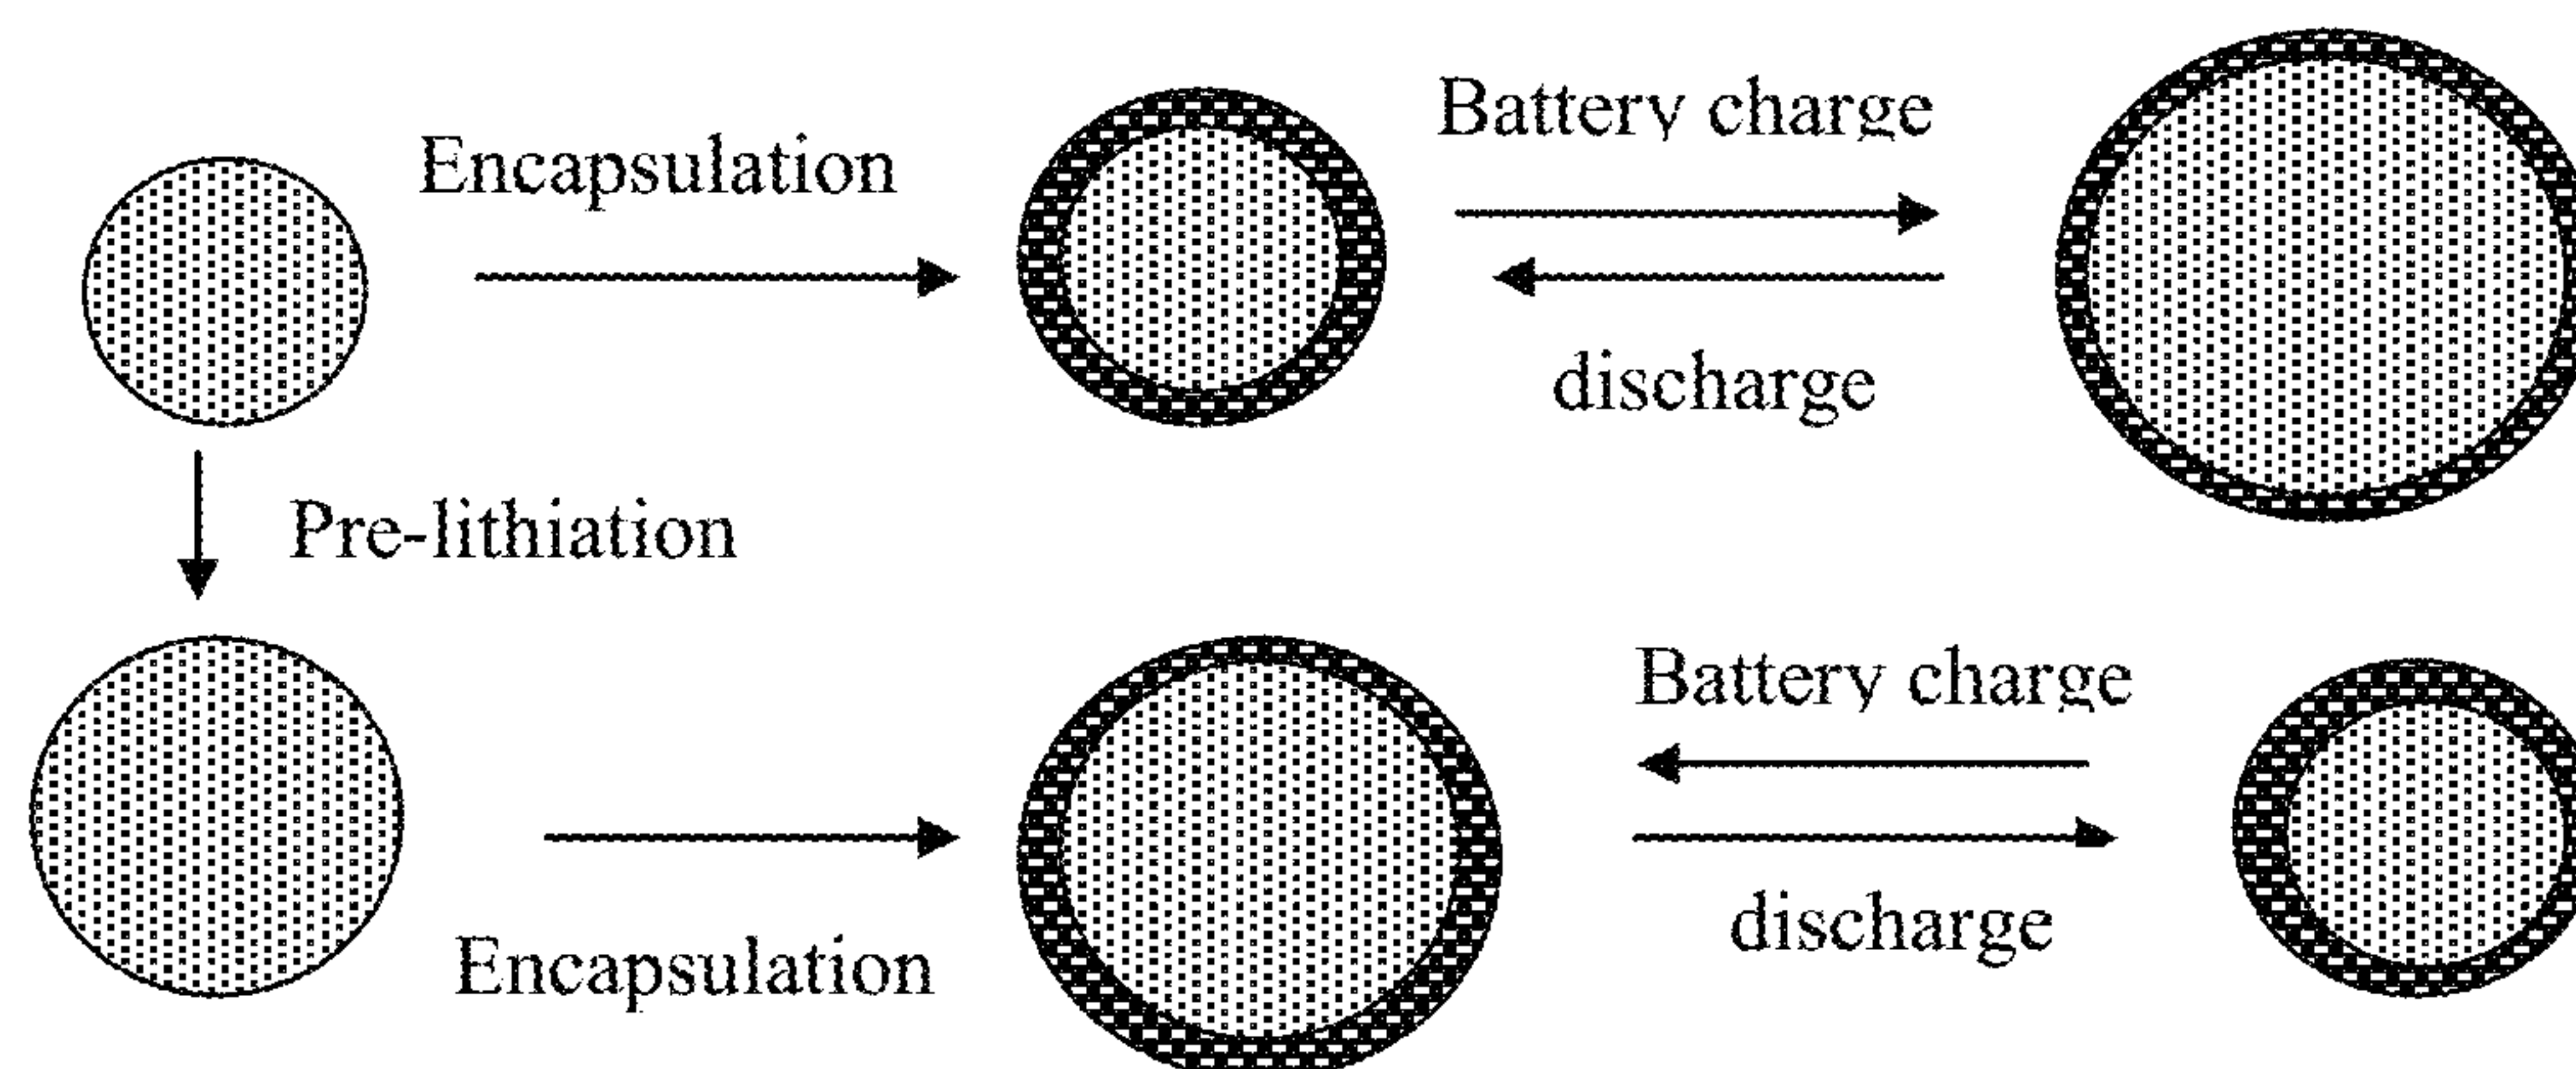 Encapsulation
Battery charge
discharge
Pre-lithiation
Battery charge
discharge
Encapsulation